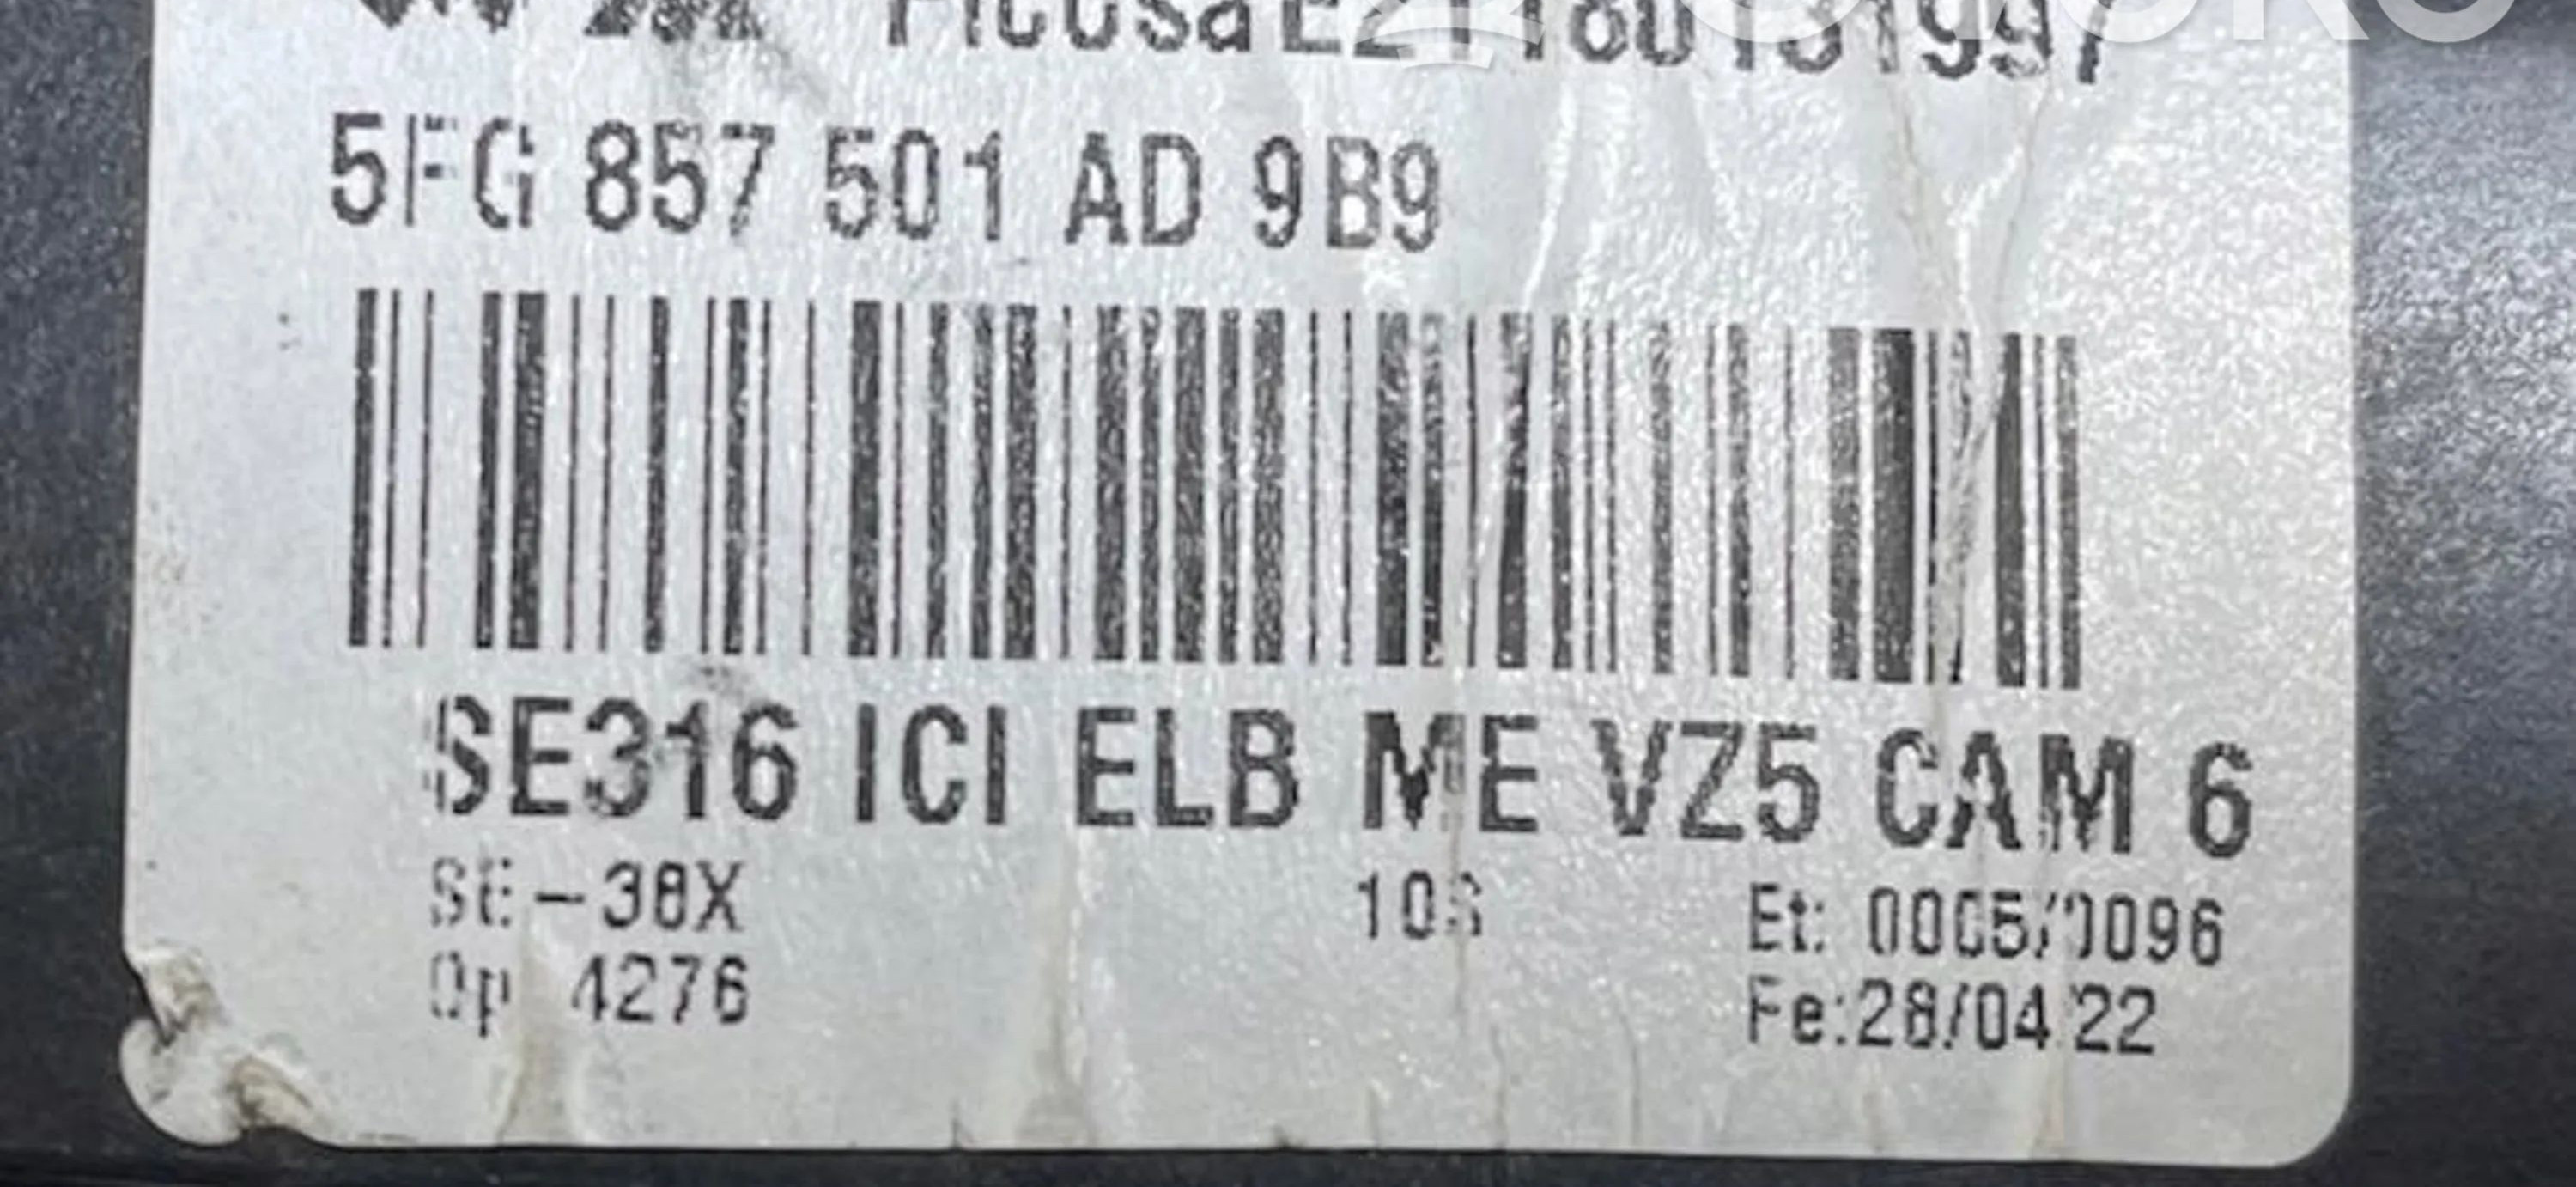 Ficosa
5FG 857 501 AD 9B9
SE316 ICI ELB ME VZ5 CAM 6
SE-38X
Op 4276
Et: 0005/0096
Fe:28/04/22